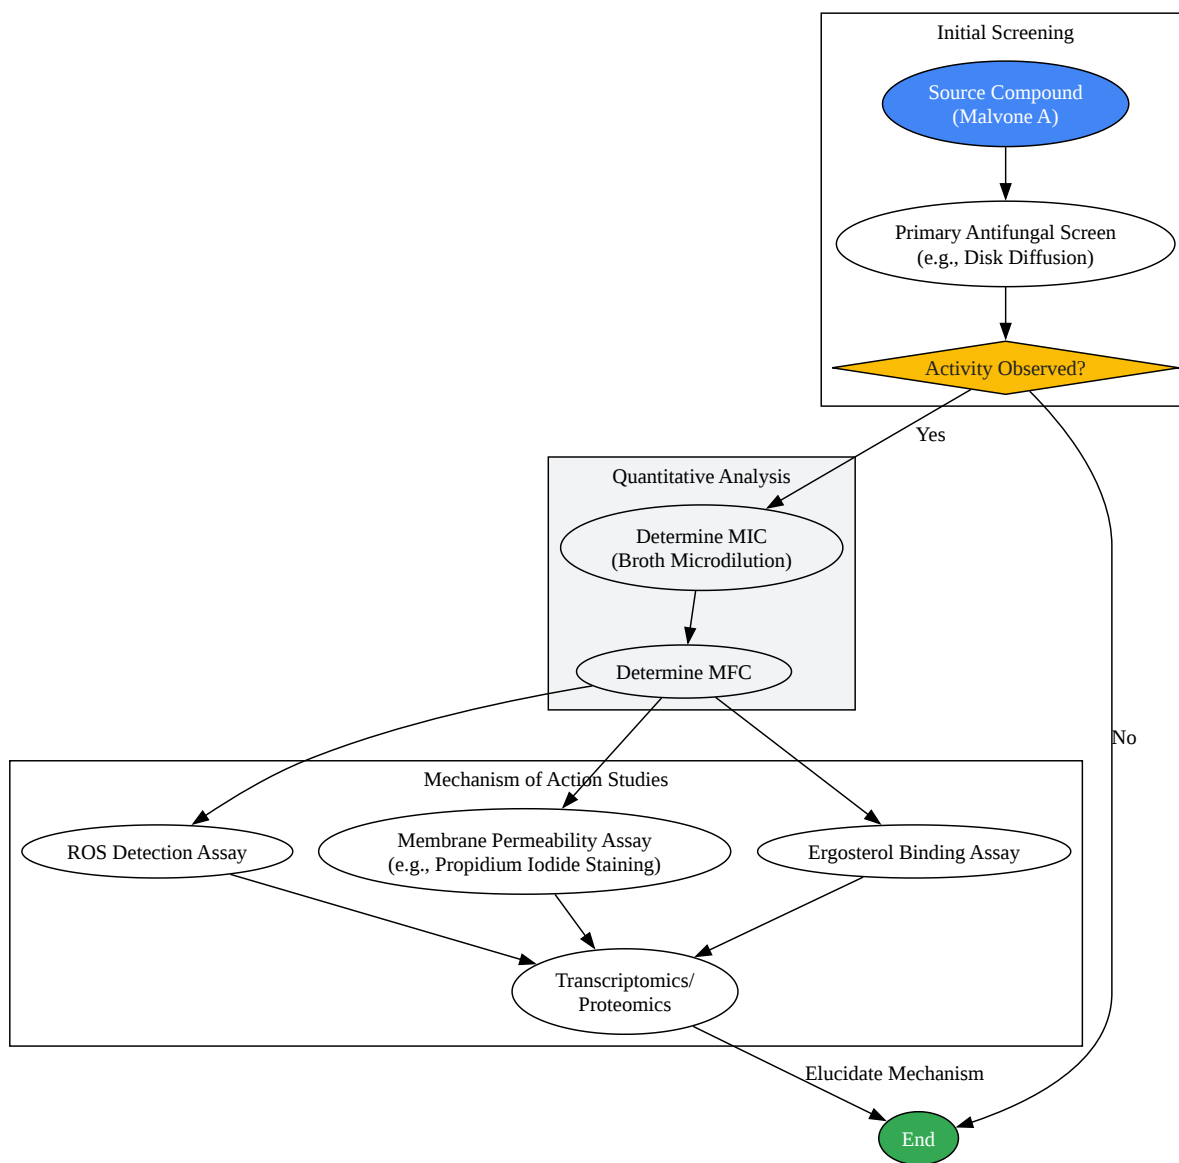 Initial Screening
Source Compound
(Malvone A)
Primary Antifungal Screen
(e.g., Disk Diffusion)
Activity Observed?
Yes
Quantitative Analysis
Determine MIC
(Broth Microdilution)
Determine MFC
No
Mechanism of Action Studies
ROS Detection Assay
Membrane Permeability Assay
(e.g., Propidium Iodide Staining)
Ergosterol Binding Assay
Transcriptomics/
Proteomics
Elucidate Mechanism
End